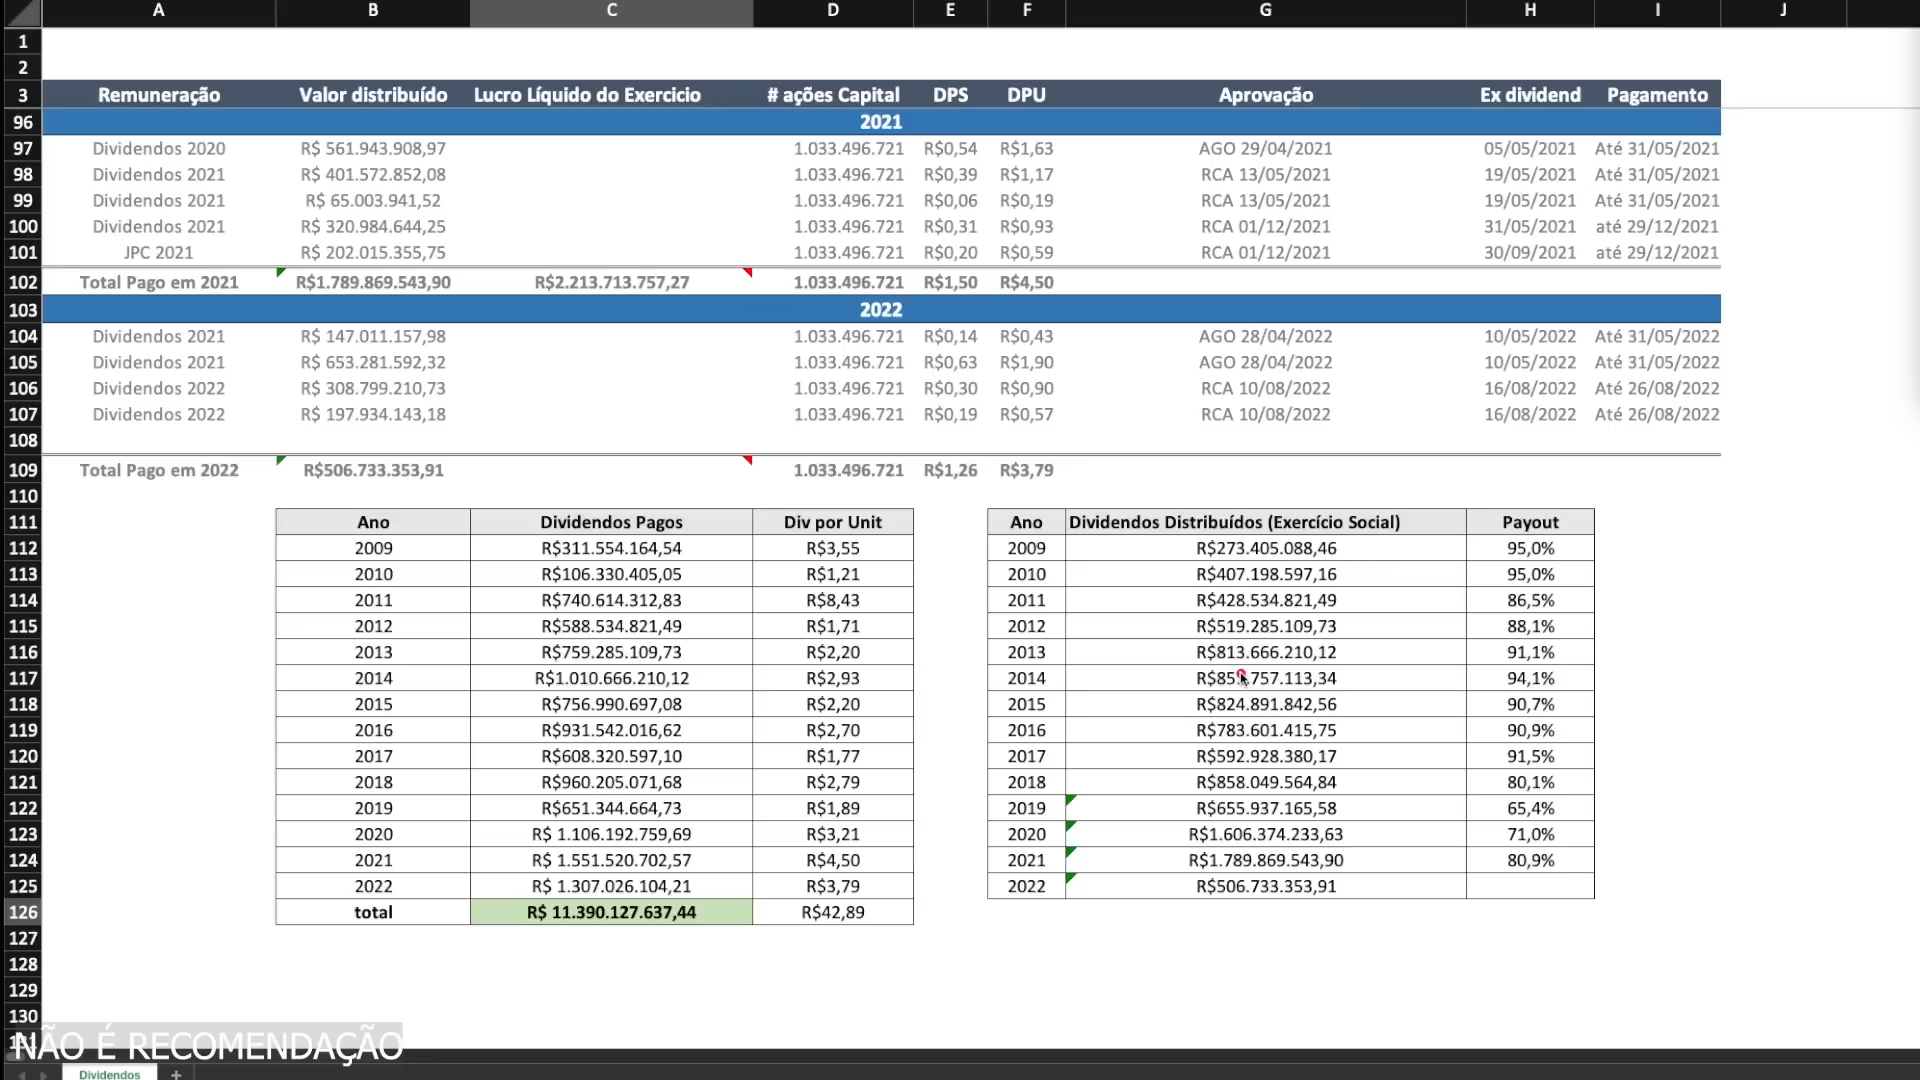 A B C D E F G H I J
1
2
3 Remuneração Valor distribuído Lucro Líquido do Exercicio # ações Capital DPS DPU Aprovação Ex dividend Pagamento
96 2021
97 Dividendos 2020 R$ 561.943.908,97 1.033.496.721 R$0,54 R$1,63 AGO 29/04/2021 05/05/2021 Até 31/05/2021
98 Dividendos 2021 R$ 401.572.852,08 1.033.496.721 R$0,39 R$1,17 RCA 13/05/2021 19/05/2021 Até 31/05/2021
99 Dividendos 2021 R$ 65.003.941,52 1.033.496.721 R$0,06 R$0,19 RCA 13/05/2021 19/05/2021 Até 31/05/2021
100 Dividendos 2021 R$ 320.984.644,25 1.033.496.721 R$0,31 R$0,93 RCA 01/12/2021 31/05/2021 até 29/12/2021
101 JPC 2021 R$ 202.015.355,75 1.033.496.721 R$0,20 R$0,59 RCA 01/12/2021 30/09/2021 até 29/12/2021
102 Total Pago em 2021 R$1.789.869.543,90 R$2.213.713.757,27 1.033.496.721 R$1,50 R$4,50
103 2022
104 Dividendos 2021 R$ 147.011.157,98 1.033.496.721 R$0,14 R$0,43 AGO 28/04/2022 10/05/2022 Até 31/05/2022
105 Dividendos 2021 R$ 653.281.592,32 1.033.496.721 R$0,63 R$1,90 AGO 28/04/2022 10/05/2022 Até 31/05/2022
106 Dividendos 2022 R$ 308.799.210,73 1.033.496.721 R$0,30 R$0,90 RCA 10/08/2022 16/08/2022 Até 26/08/2022
107 Dividendos 2022 R$ 197.934.143,18 1.033.496.721 R$0,19 R$0,57 RCA 10/08/2022 16/08/2022 Até 26/08/2022
108
109 Total Pago em 2022 R$506.733.353,91 1.033.496.721 R$1,26 R$3,79
110
111 Ano Dividendos Pagos Div por Unit Ano Dividendos Distribuídos (Exercício Social) Payout
112 2009 R$311.554.164,54 R$3,55 2009 R$273.405.088,46 95,0%
113 2010 R$106.330.405,05 R$1,21 2010 R$407.198.597,16 95,0%
114 2011 R$740.614.312,83 R$8,43 2011 R$428.534.821,49 86,5%
115 2012 R$588.534.821,49 R$1,71 2012 R$519.285.109,73 88,1%
116 2013 R$759.285.109,73 R$2,20 2013 R$813.666.210,12 91,1%
117 2014 R$1.010.666.210,12 R$2,93 2014 94,1%
118 2015 R$756.990.697,08 R$2,20 2015 R$824.891.842,56 90,7%
119 2016 R$931.542.016,62 R$2,70 2016 R$783.601.415,75 90,9%
120 2017 R$608.320.597,10 R$1,77 2017 R$592.928.380,17 91,5%
121 2018 R$960.205.071,68 R$2,79 2018 R$858.049.564,84 80,1%
122 2019 R$651.344.664,73 R$1,89 2019 R$655.937.165,58 65,4%
123 2020 R$ 1.106.192.759,69 R$3,21 2020 R$1.606.374.233,63 71,0%
124 2021 R$ 1.551.520.702,57 R$4,50 2021 R$1.789.869.543,90 80,9%
125 2022 R$ 1.307.026.104,21 R$3,79 2022 R$506.733.353,91
126 total R$ 11.390.127.637,44 R$42,89
127
128
129
130
NÃO É RECOMENDAÇÃO
Dividendos +